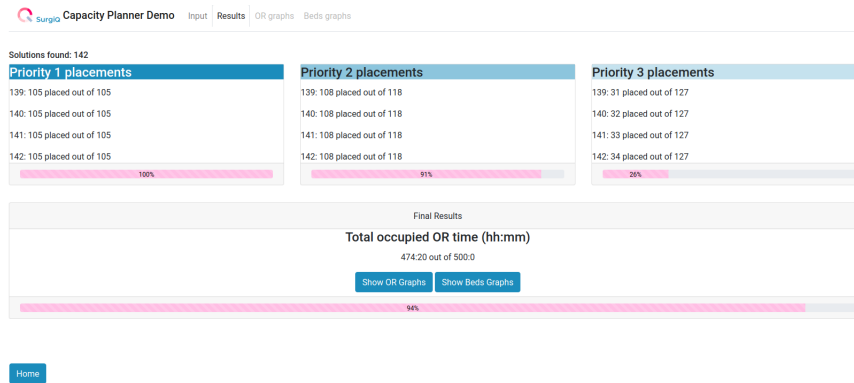 SurgiQ Capacity Planner Demo Input Results OR graphs Beds graphs
Solutions found: 142
Priority 1 placements
139: 105 placed out of 105
140: 105 placed out of 105
141: 105 placed out of 105
142: 105 placed out of 105
100%
Priority 2 placements
139: 108 placed out of 118
140: 108 placed out of 118
141: 108 placed out of 118
142: 108 placed out of 118
91%
Priority 3 placements
139: 31 placed out of 127
140: 32 placed out of 127
141: 33 placed out of 127
142: 34 placed out of 127
26%
Final Results
Total occupied OR time (hh:mm)
474:20 out of 500:0
Show OR Graphs Show Beds Graphs
94%
Home